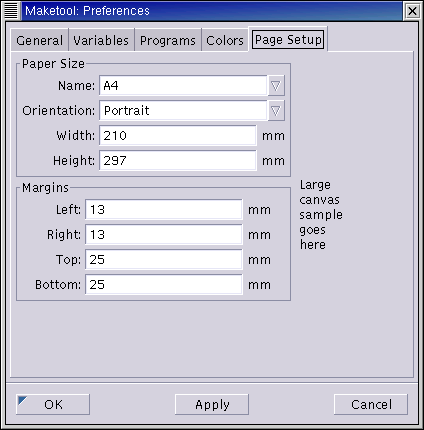 Maketool: Preferences
General Variables Programs Colors Page Setup
Paper Size
Name: A4
Orientation: Portrait
Width: 210 mm
Height: 297 mm
Margins
Left: 13 mm
Right: 13 mm
Top: 25 mm
Bottom: 25 mm
Large
canvas
sample
goes
here
OK Apply Cancel